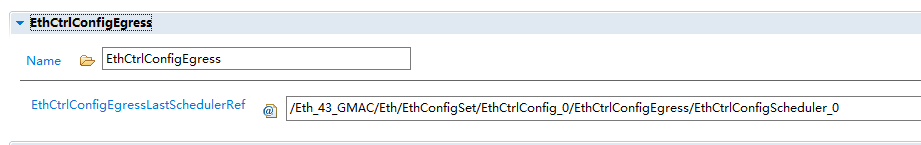 EthCtrlConfigEgress
Name EthCtrlConfigEgress
EthCtrlConfigEgressLastSchedulerRef /Eth_43_GMAC/Eth/EthConfigSet/EthCtrlConfig_0/EthCtrlConfigEgress/EthCtrlConfigScheduler_0